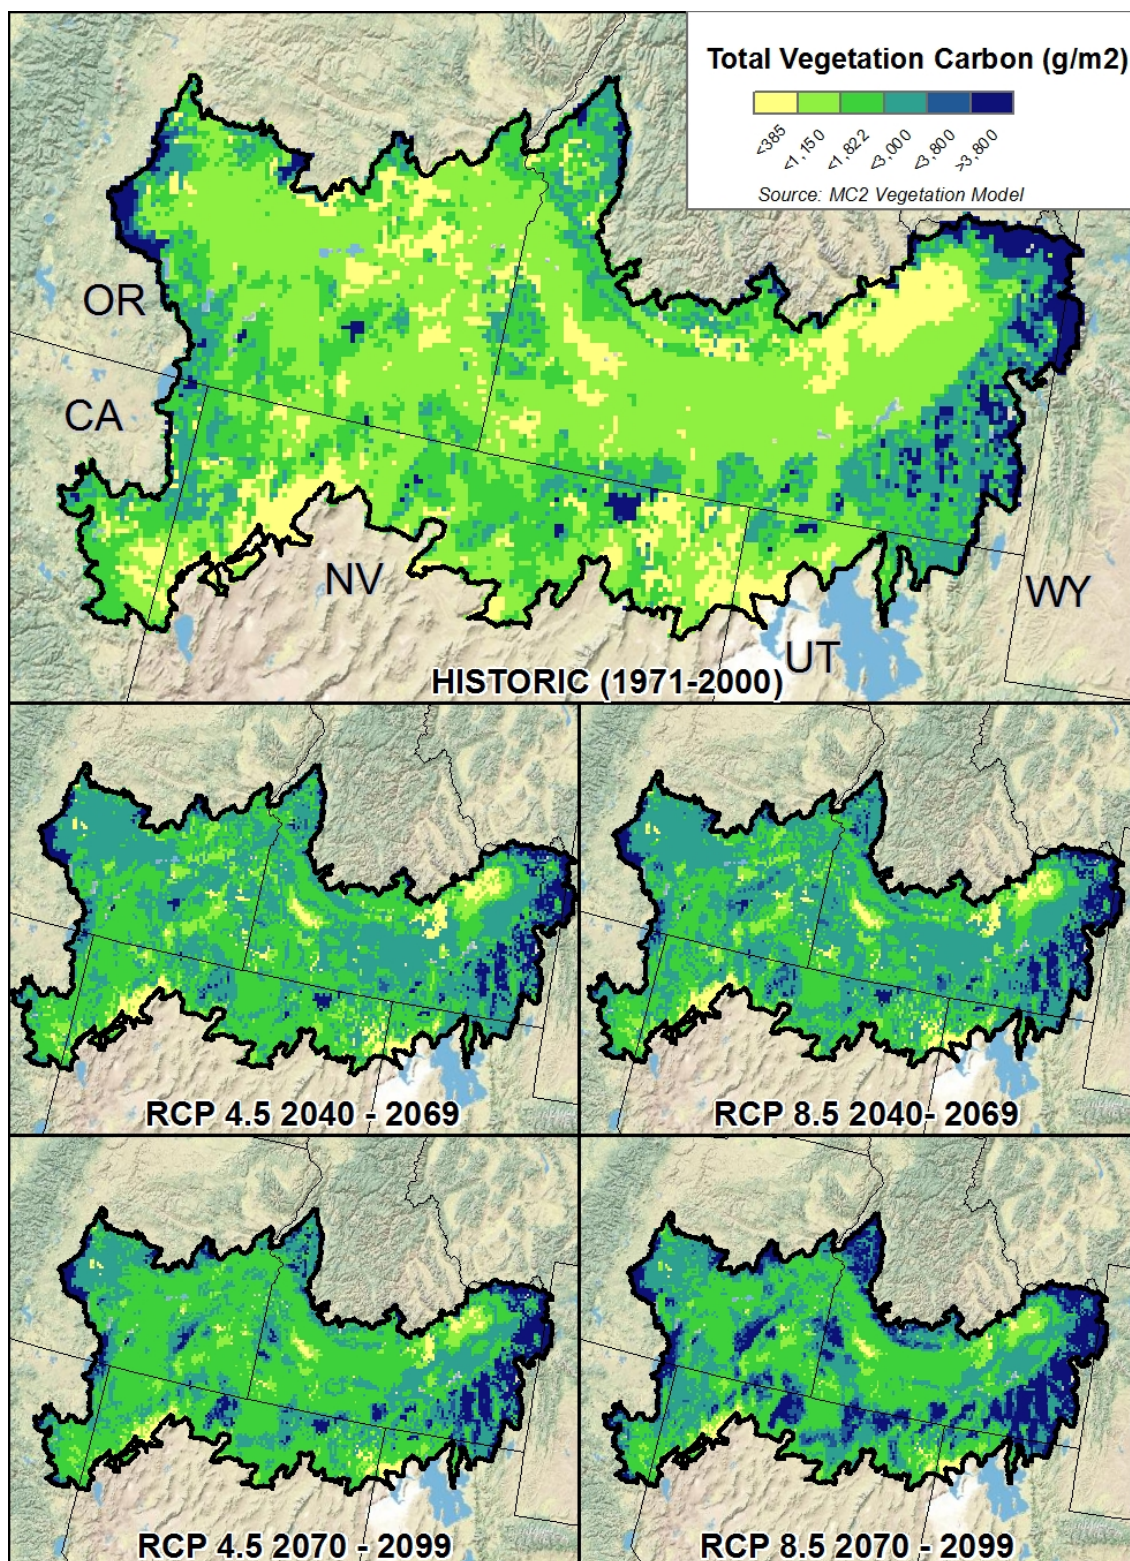 Total Vegetation Carbon (g/m2)
<385
<1,150
<1,822
<3,000
<3,800
>3,800
Source: MC2 Vegetation Model
OR
CA
NV
WY
UT
HISTORIC (1971-2000)
RCP 4.5 2040 - 2069
RCP 8.5 2040- 2069
RCP 4.5 2070 - 2099
RCP 8.5 2070 - 2099